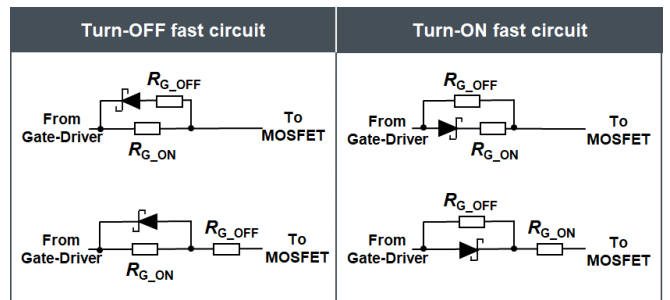 Turn-OFF fast circuit
Turn-ON fast circuit
RG_OFF
From
Gate-Driver
To
MOSFET
RG_ON
RG_OFF
From
Gate-Driver
To
MOSFET
RG_ON
RG_OFF
From
Gate-Driver
To
MOSFET
RG_ON
RG_OFF
RG_ON
From
Gate-Driver
To
MOSFET